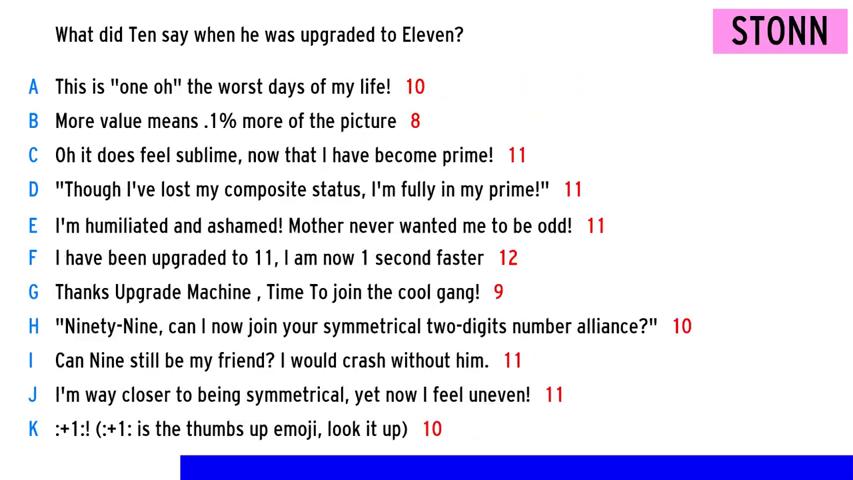 What did Ten say when he was upgraded to Eleven?
STONN
A This is "one oh" the worst days of my life! 10
B More value means .1% more of the picture 8
C Oh it does feel sublime, now that I have become prime! 11
D "Though I've lost my composite status, I'm fully in my prime!" 11
E I'm humiliated and ashamed! Mother never wanted me to be odd! 11
F I have been upgraded to 11, I am now 1 second faster 12
G Thanks Upgrade Machine , Time To join the cool gang! 9
H "Ninety-Nine, can I now join your symmetrical two-digits number alliance?" 10
I Can Nine still be my friend? I would crash without him. 11
J I'm way closer to being symmetrical, yet now I feel uneven! 11
K :+1:! (:+1: is the thumbs up emoji, look it up) 10